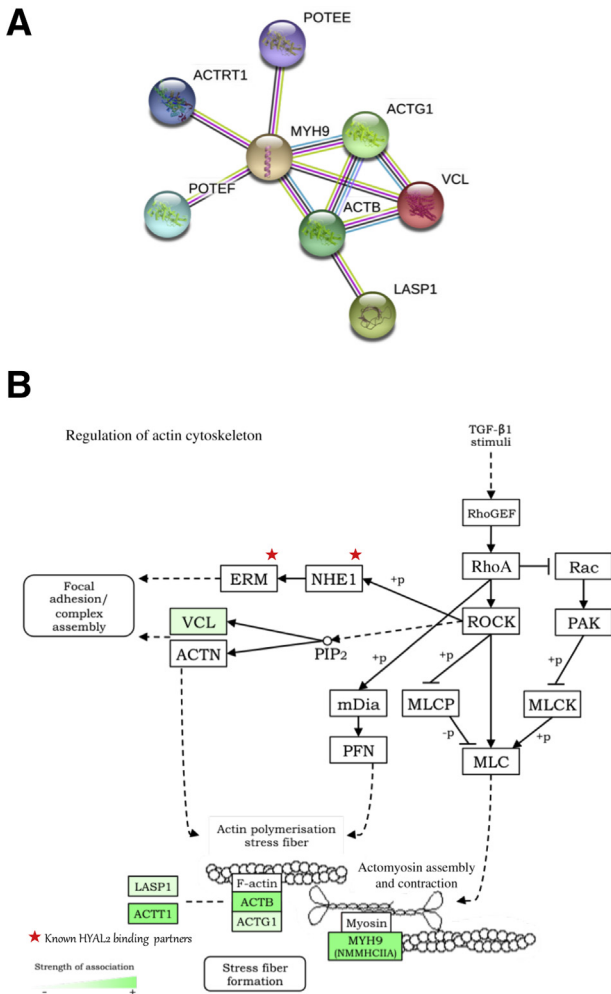 A
POTEE
ACTRT1
ACTG1
MYH9
VCL
POTEF
ACTB
LASP1
B
Regulation of actin cytoskeleton
TGF-β1
stimuli
RhoGEF
RhoA
Rac
ERM
NHE1
+p
Focal
adhesion/
complex
assembly
VCL
ACTN
PIP2
ROCK
PAK
+p
+p
+p
mDia
MLCP
MLCK
-p
+p
PFN
MLC
Actin polymerisation
stress fiber
Actomyosin assembly
and contraction
LASP1
F-actin
ACTB
ACTT1
ACTG1
Myosin
★ Known HYAL2 binding partners
MYH9
(NMMHCIIA)
Strength of association
- +
Stress fiber
formation